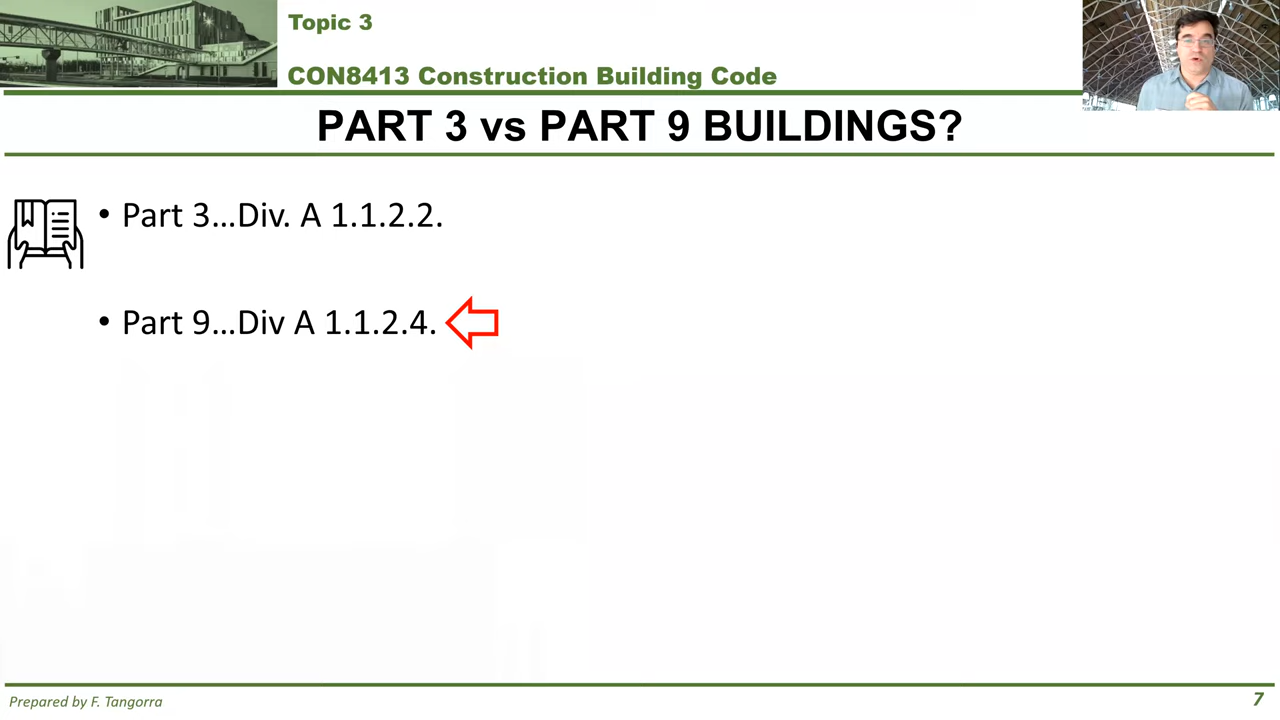 Topic 3
CON8413 Construction Building Code
PART 3 vs PART 9 BUILDINGS?
• Part 3...Div. A 1.1.2.2.
• Part 9...Div A 1.1.2.4.
Prepared by F. Tangorra
7